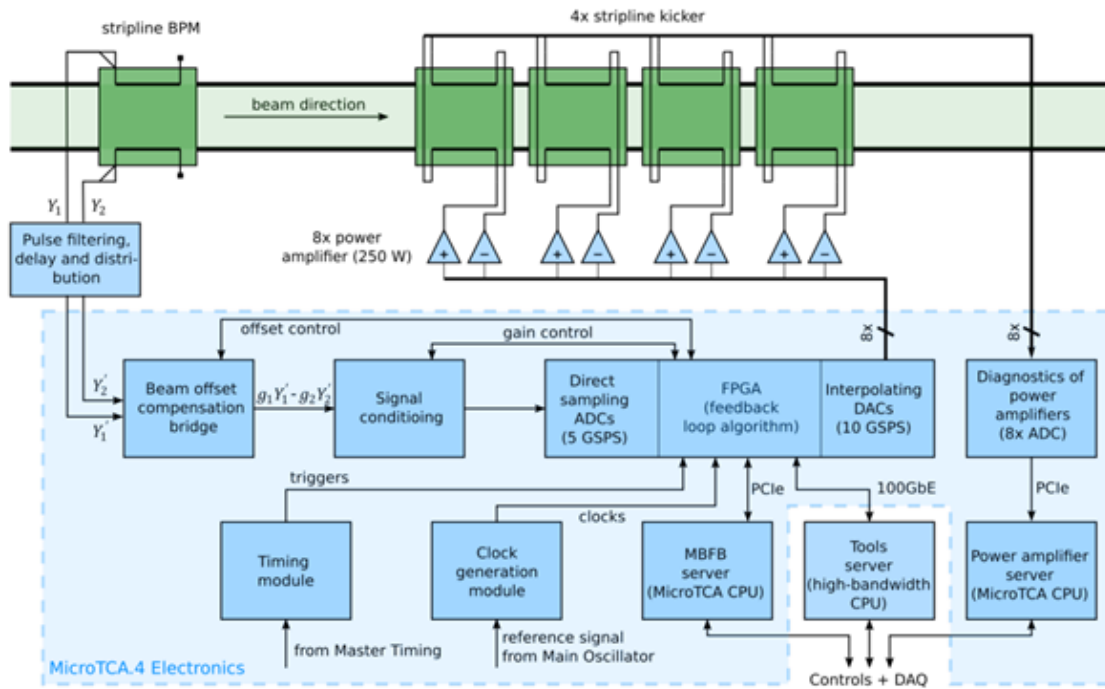 4x stripline kicker
stripline BPM
beam direction
Y₁
Y₂
Pulse filtering,
delay and distri-
bution
8x power
amplifier (250 W)
+
−
+
−
+
−
+
−
8x
8x
offset control
gain control
Y₂′
Y₁′
Beam offset
compensation
bridge
g₁Y₁′-g₂Y₂′
Signal
conditioing
Direct
sampling
ADCs
(5 GSPS)
FPGA
(feedback
loop algorithm)
Interpolating
DACs
(10 GSPS)
Diagnostics of
power
amplifiers
(8x ADC)
triggers
clocks
PCIe
100GbE
PCIe
Timing
module
Clock
generation
module
MBFB
server
(MicroTCA CPU)
Tools
server
(high-bandwidth
CPU)
Power amplifier
server
(MicroTCA CPU)
from Master Timing
reference signal
from Main Oscillator
MicroTCA.4 Electronics
Controls + DAQ